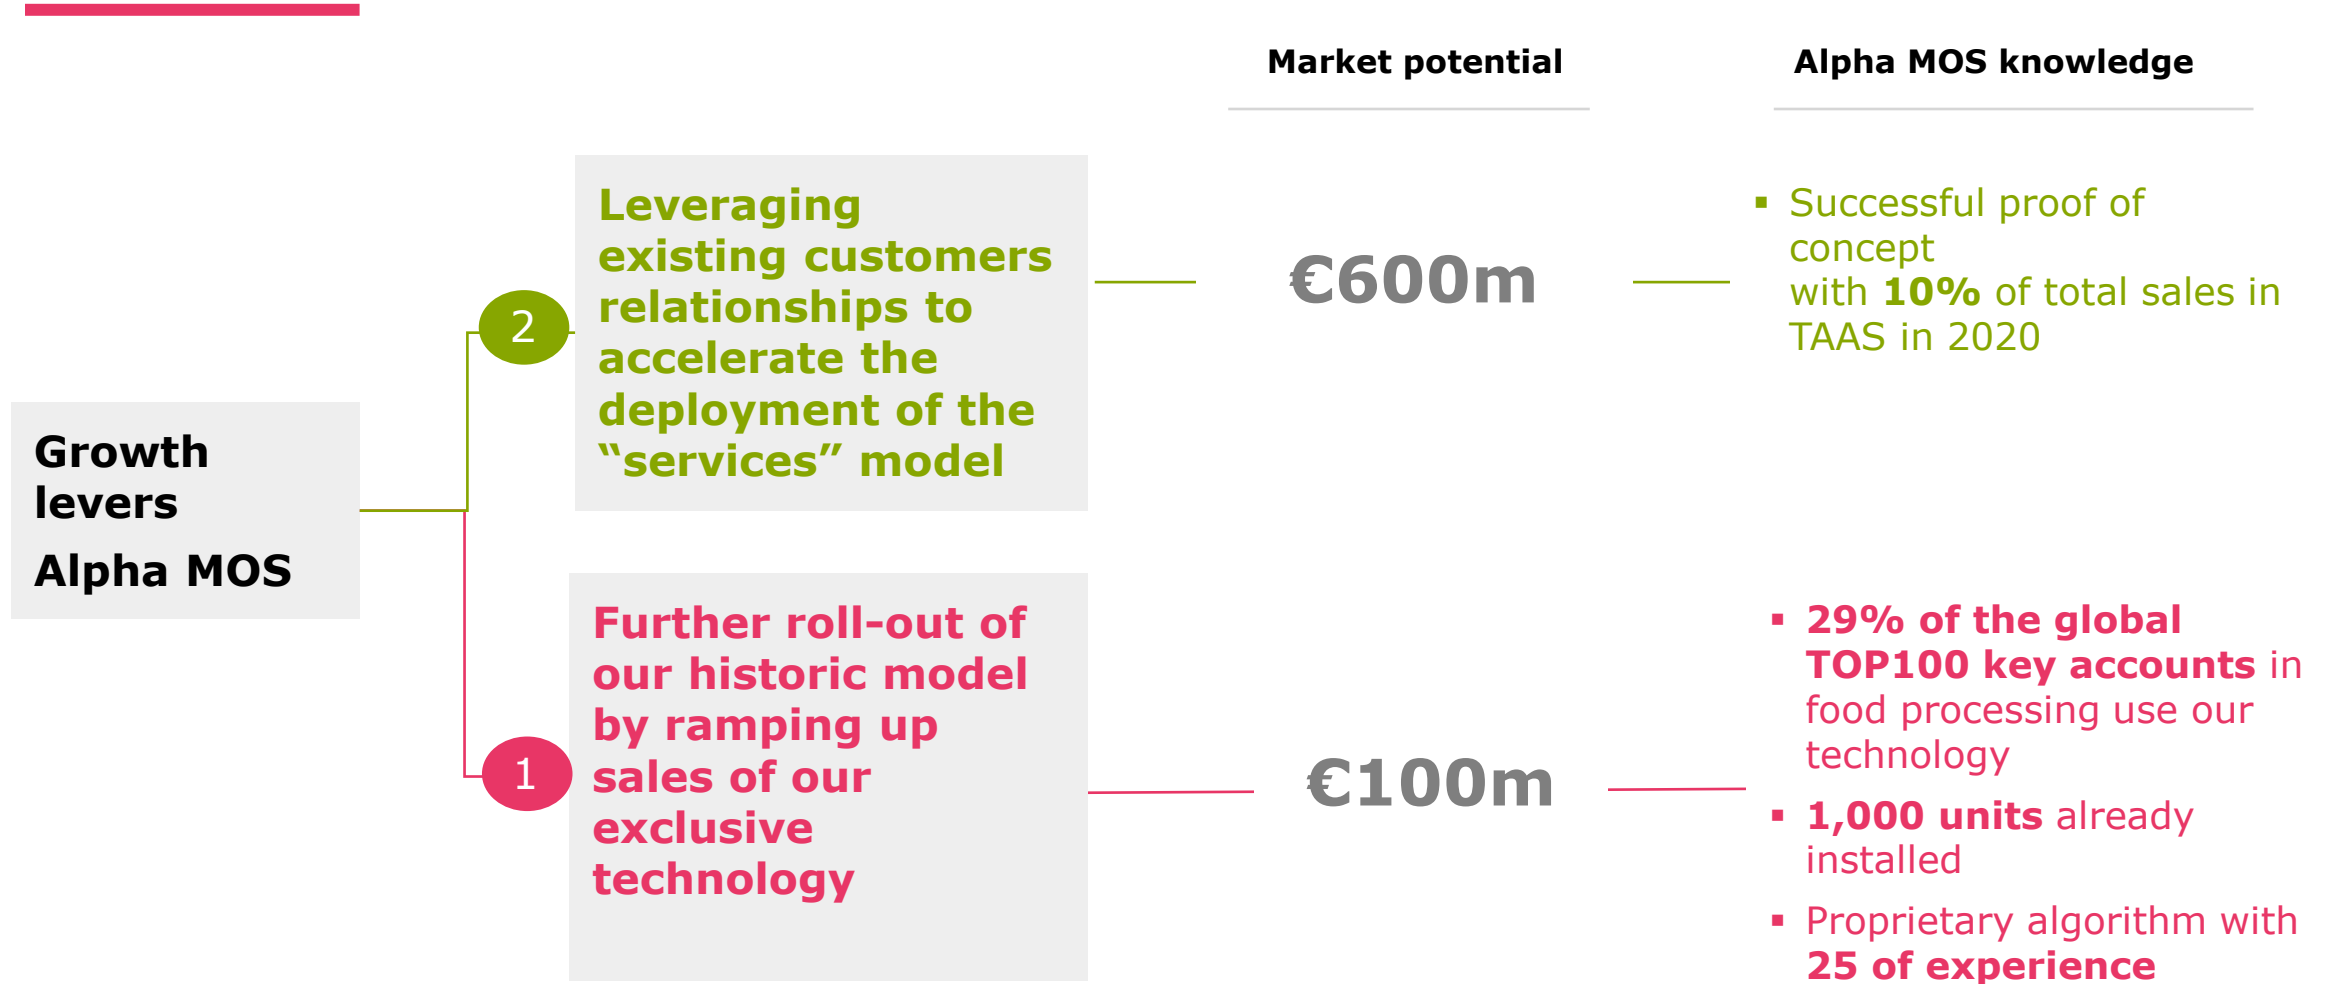 Market potential
Alpha MOS knowledge
Growth
levers
Alpha MOS
2
Leveraging
existing customers
relationships to
accelerate the
deployment of the
“services” model
€600m
▪ Successful proof of
concept
with 10% of total sales in
TAAS in 2020
1
Further roll-out of
our historic model
by ramping up
sales of our
exclusive
technology
€100m
▪ 29% of the global
TOP100 key accounts in
food processing use our
technology
▪ 1,000 units already
installed
▪ Proprietary algorithm with
25 of experience